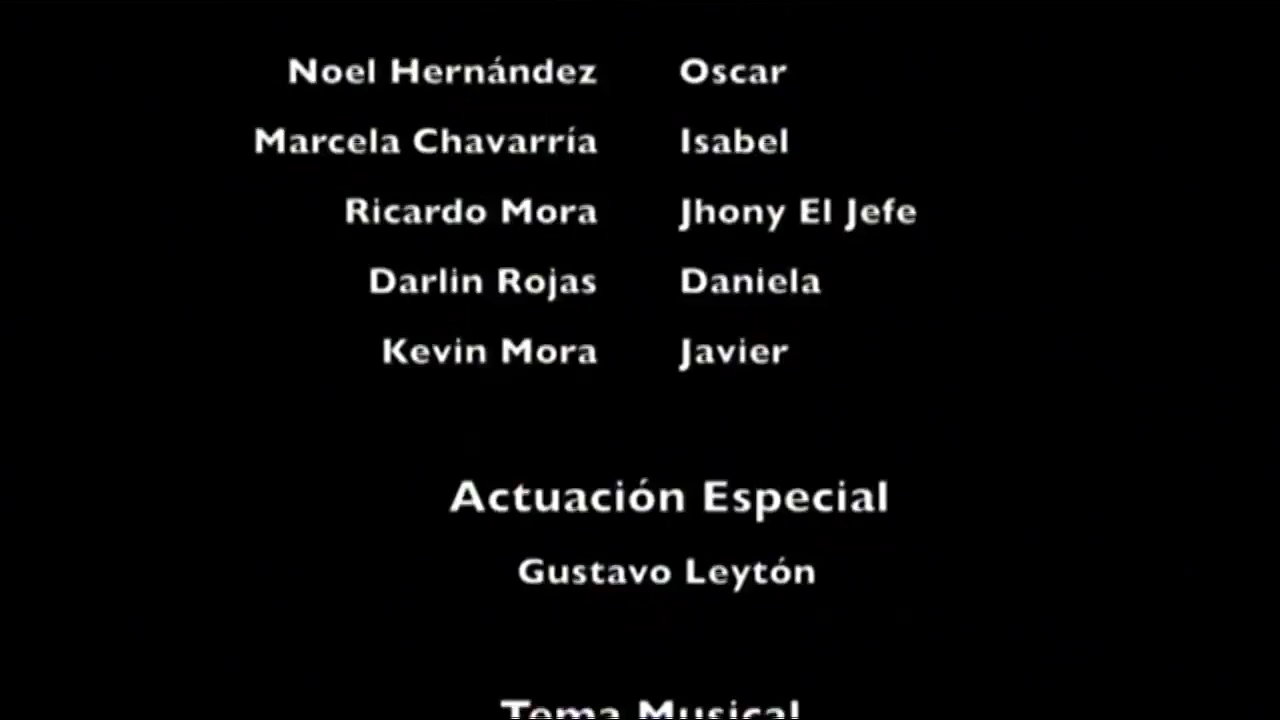 Noel Hernández Oscar
Marcela Chavarría Isabel
Ricardo Mora Jhony El Jefe
Darlin Rojas Daniela
Kevin Mora Javier
Actuación Especial
Gustavo Leytón
Tema Musical